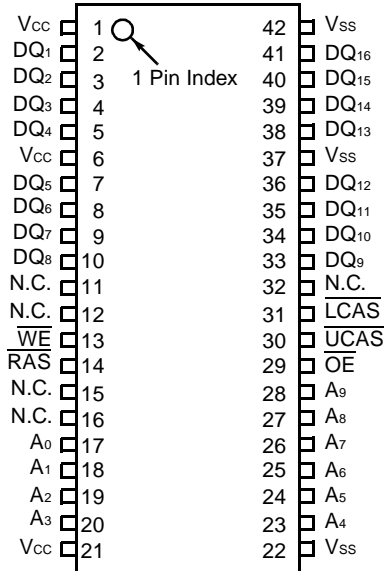 VCC 1 42 VSS
DQ1 2 41 DQ16
DQ2 3 1 Pin Index 40 DQ15
DQ3 4 39 DQ14
DQ4 5 38 DQ13
VCC 6 37 VSS
DQ5 7 36 DQ12
DQ6 8 35 DQ11
DQ7 9 34 DQ10
DQ8 10 33 DQ9
N.C. 11 32 N.C.
N.C. 12 31 LCAS
WE 13 30 UCAS
RAS 14 29 OE
N.C. 15 28 A9
N.C. 16 27 A8
A0 17 26 A7
A1 18 25 A6
A2 19 24 A5
A3 20 23 A4
VCC 21 22 VSS